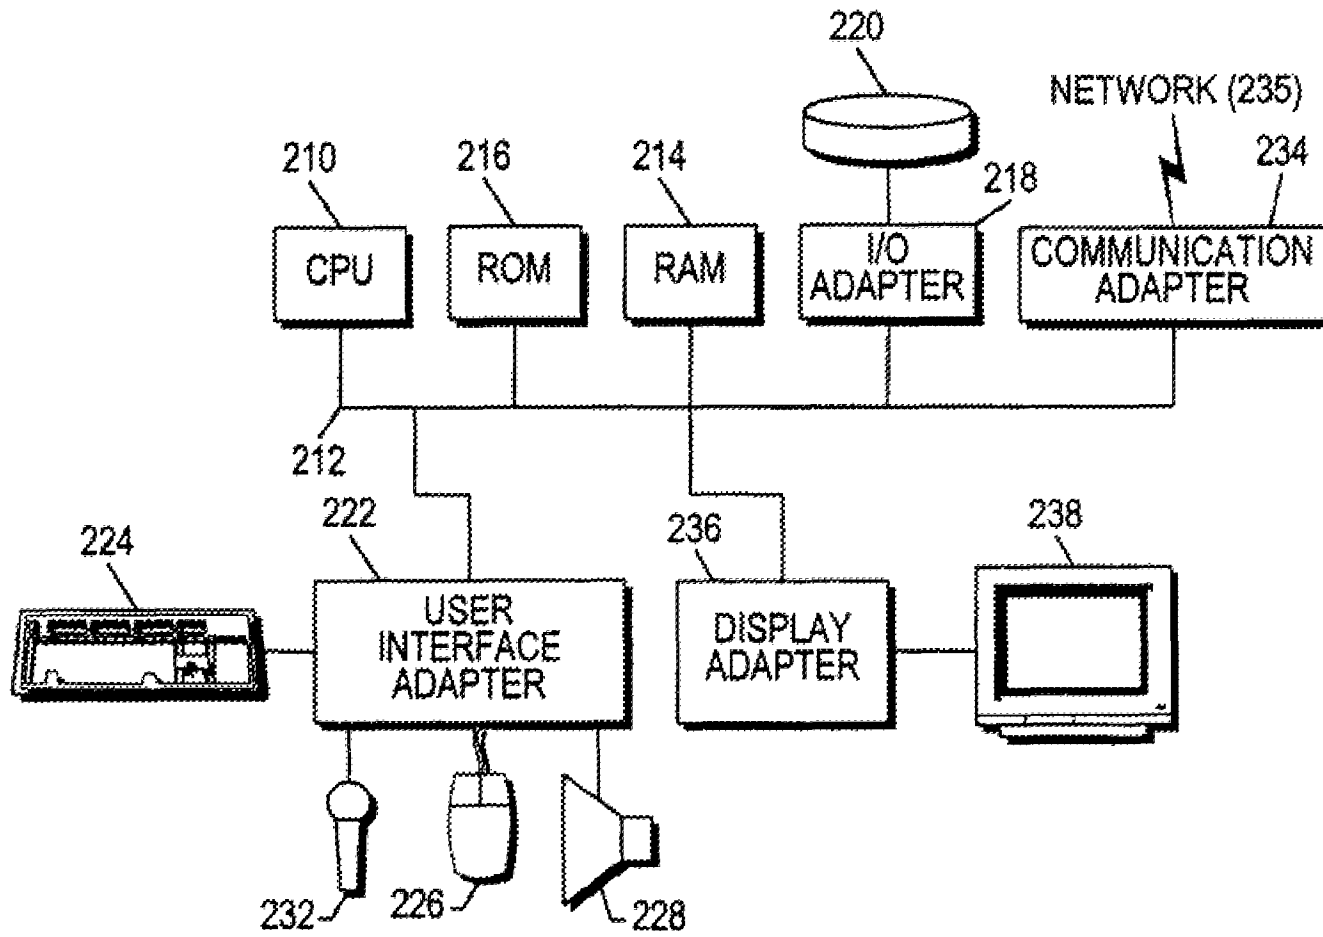 220
NETWORK (235)
210
216
214
218
234
CPU
ROM
RAM
I/O
ADAPTER
COMMUNICATION
ADAPTER
212
222
236
238
224
USER
INTERFACE
ADAPTER
DISPLAY
ADAPTER
232
226
228